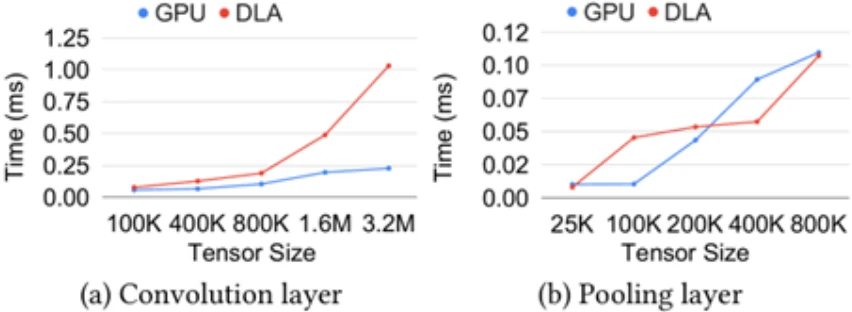 GPU DLA
Time (ms)
1.25
1.00
0.75
0.50
0.25
0.00
100K 400K 800K 1.6M 3.2M
Tensor Size
(a) Convolution layer
GPU DLA
Time (ms)
0.12
0.10
0.07
0.05
0.02
0.00
25K 100K 200K 400K 800K
Tensor Size
(b) Pooling layer